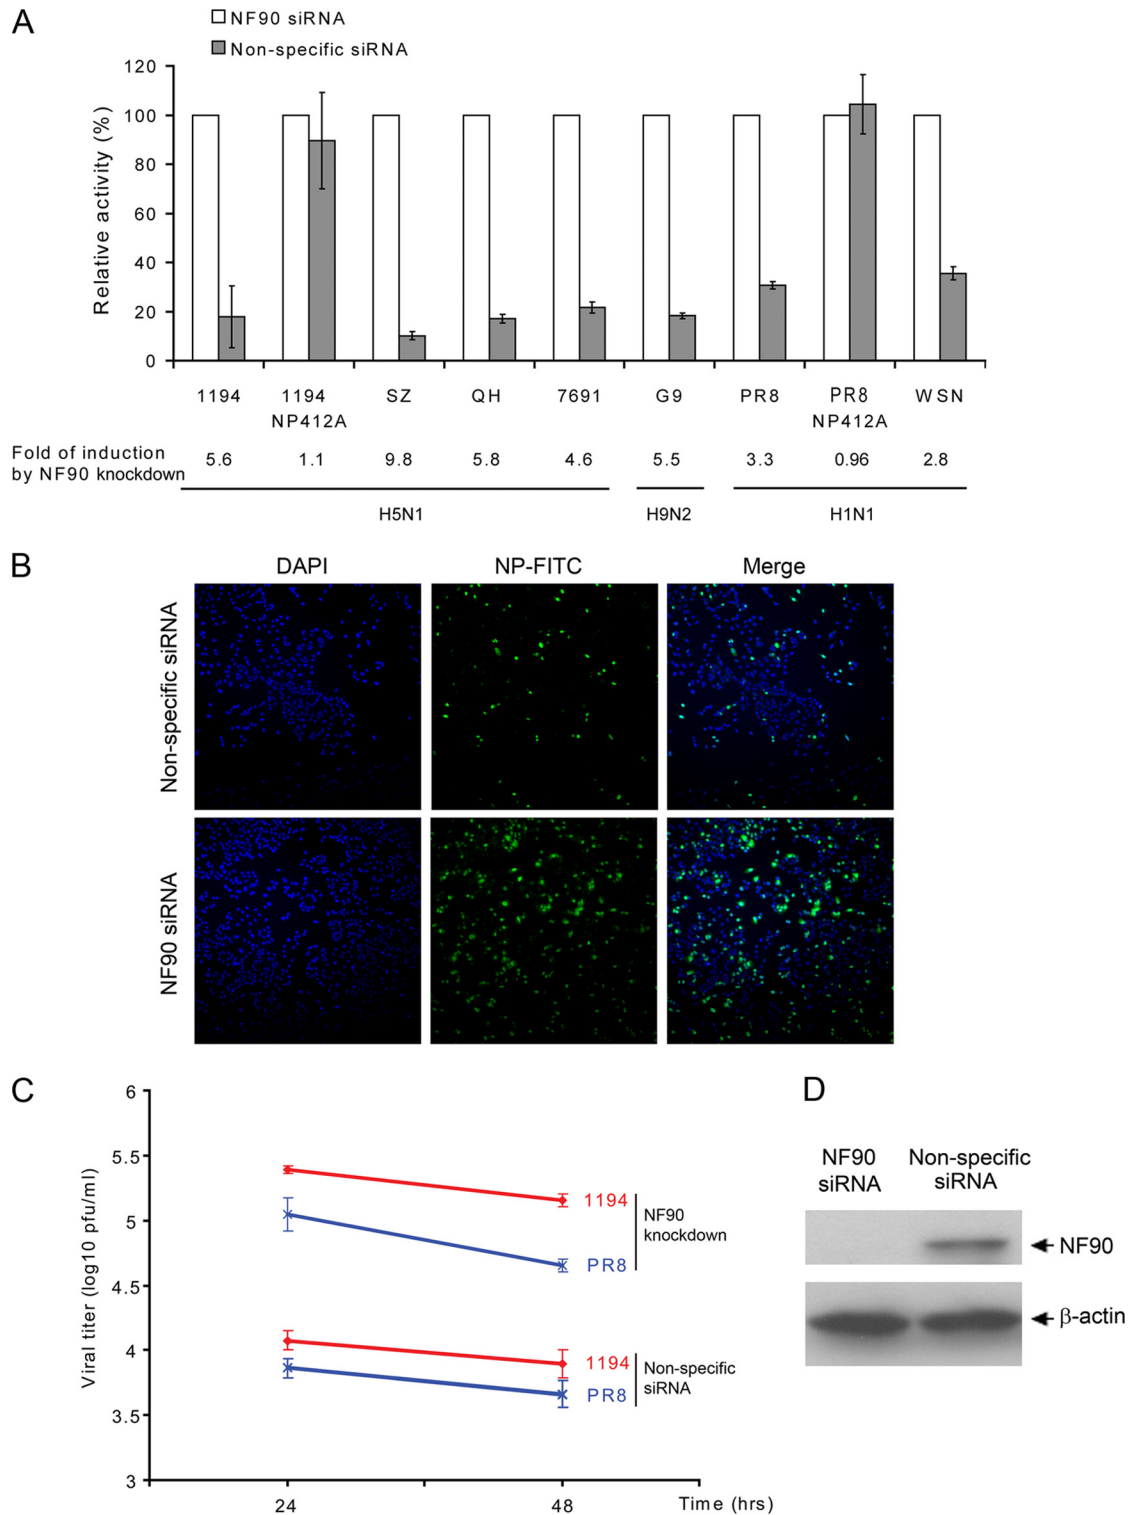 A
NF90 siRNA
Non-specific siRNA
Relative activity (%)
120
100
80
60
40
20
0
1194 1194 NP412A SZ QH 7691 G9 PR8 PR8 NP412A WSN
Fold of induction
by NF90 knockdown
5.6 1.1 9.8 5.8 4.6 5.5 3.3 0.96 2.8
H5N1 H9N2 H1N1
B
DAPI NP-FITC Merge
Non-specific siRNA
NF90 siRNA
C
Viral titer (log10 pfu/ml)
6
5.5
5
4.5
4
3.5
3
1194
PR8
NF90
knockdown
1194
PR8
Non-specific
siRNA
24 48 Time (hrs)
D
NF90
siRNA
Non-specific
siRNA
NF90
β-actin